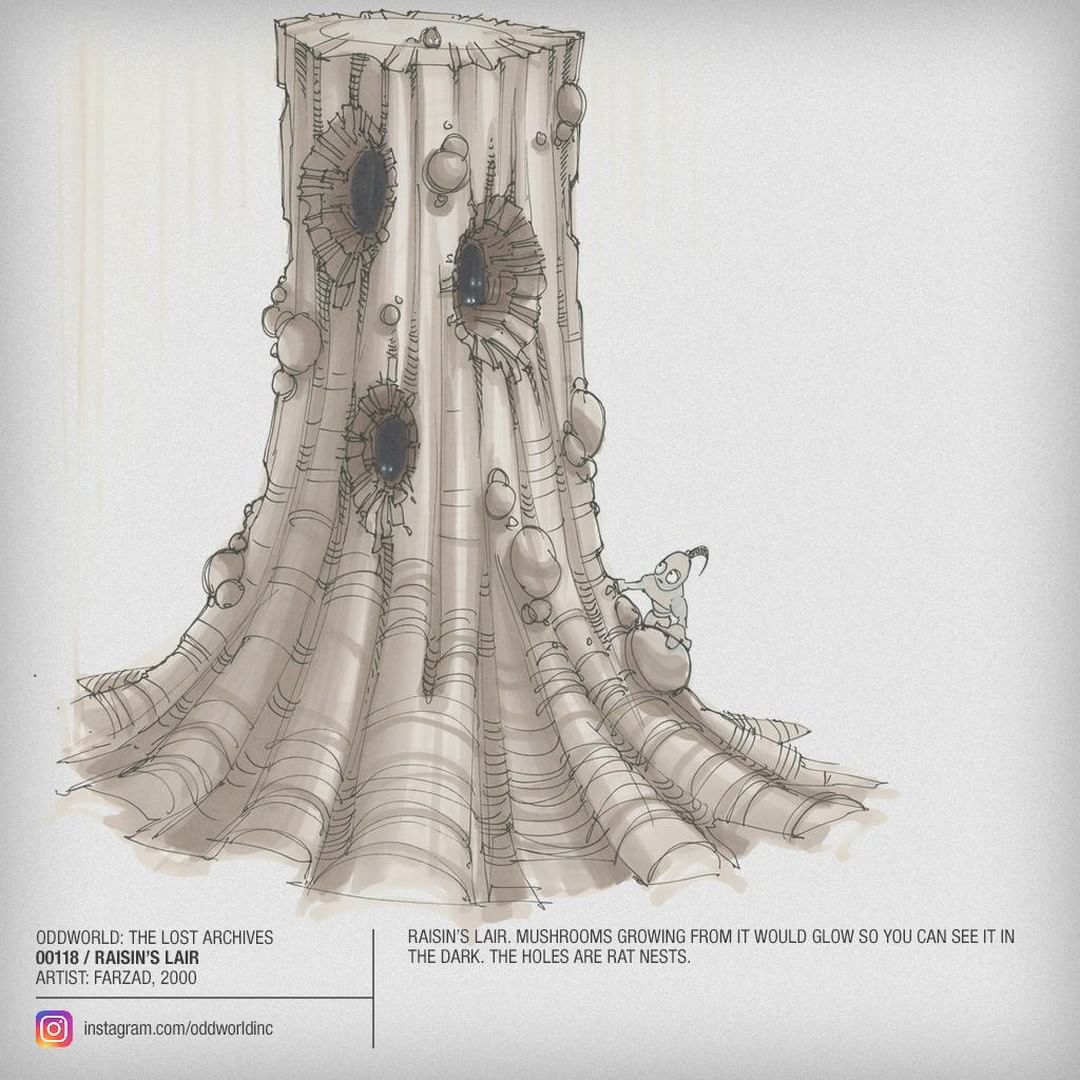 ODDWORLD: THE LOST ARCHIVES
00118 / RAISIN'S LAIR
ARTIST: FARZAD, 2000
instagram.com/oddworldinc
RAISIN'S LAIR. MUSHROOMS GROWING FROM IT WOULD GLOW SO YOU CAN SEE IT IN
THE DARK. THE HOLES ARE RAT NESTS.